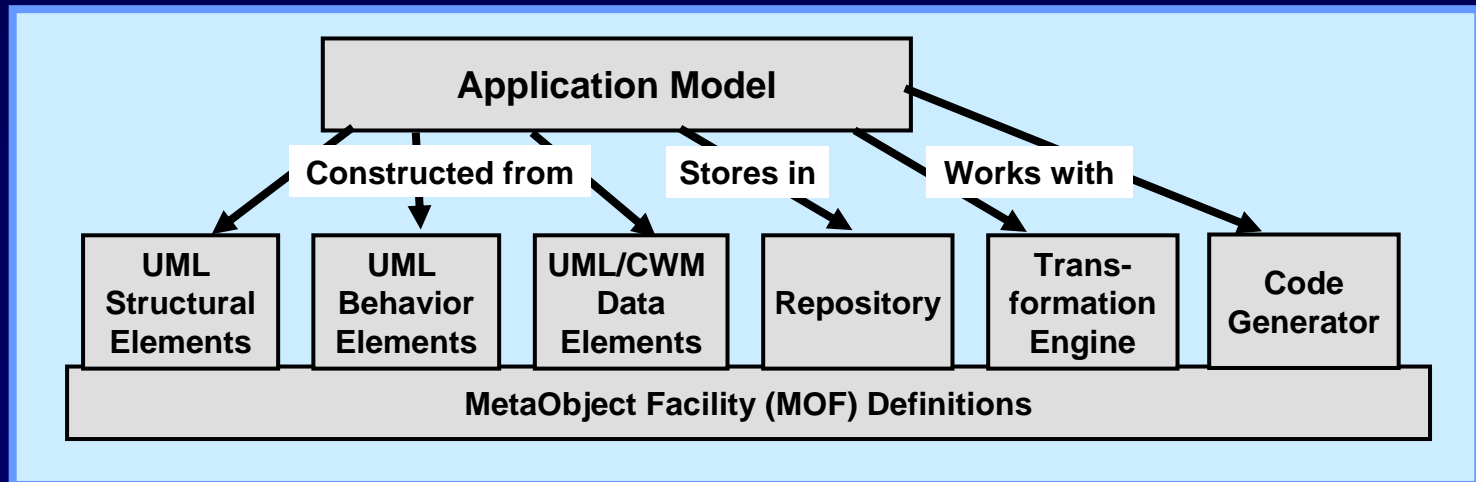 Application Model
Constructed from
Stores in
Works with
UML
Structural
Elements
UML
Behavior
Elements
UML/CWM
Data
Elements
Repository
Trans-
formation
Engine
Code
Generator
MetaObject Facility (MOF) Definitions